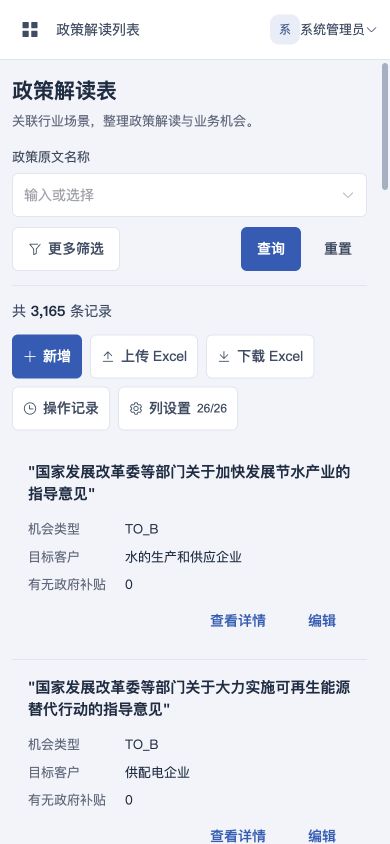 政策解读列表
系 系统管理员
政策解读表
关联行业场景，整理政策解读与业务机会。
政策原文名称
输入或选择
更多筛选 查询 重置
共 3,165 条记录
新增 上传 Excel 下载 Excel
操作记录 列设置 26/26
"国家发展改革委等部门关于加快发展节水产业的
指导意见"
机会类型 TO_B
目标客户 水的生产和供应企业
有无政府补贴 0
查看详情 编辑
"国家发展改革委等部门关于大力实施可再生能源
替代行动的指导意见"
机会类型 TO_B
目标客户 供配电企业
有无政府补贴 0
查看详情 编辑